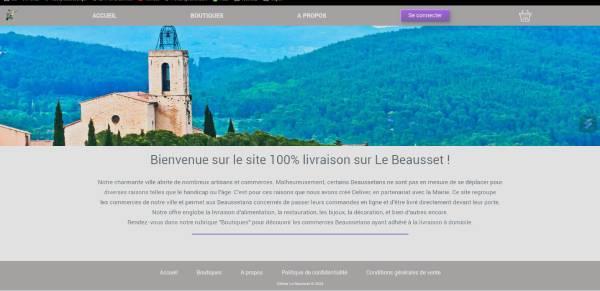 ACCUEIL
BOUTIQUES
A PROPOS
Se connecter
Bienvenue sur le site 100% livraison sur Le Beausset !
Notre charmante ville abrite de nombreux artisans et commerces. Malheureusement, certains Beaussetans ne sont pas en mesure de se déplacer pour
diverses raisons telles que le handicap ou l'âge. C'est pour ces raisons que nous avons créé Deliver, en partenariat avec la Mairie. Ce site regroupe
les commerces de notre ville et permet aux Beaussetans concernés de passer leurs commandes en ligne et d'être livré directement devant leur porte.
Notre offre englobe la livraison d'alimentation, la restauration, les bijoux, la décoration, et bien d'autres encore.
Rendez-vous dans notre rubrique "Boutiques" pour découvrir les commerces Beaussetans ayant adhéré à la livraison à domicile.
Accueil
Boutiques
A propos
Politique de confidentialité
Conditions générales de vente